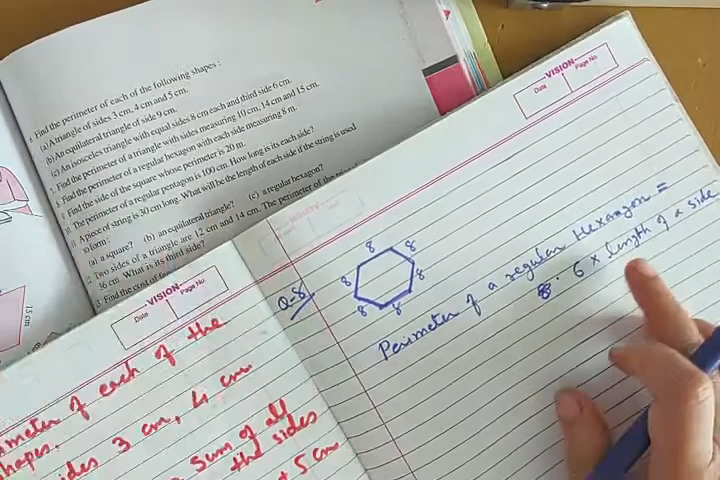 Find the perimeter of each of the following shapes :
(a) A triangle of sides 3 cm, 4 cm and 5 cm.
(b) An equilateral triangle of side 9 cm.
(c) An isosceles triangle with equal sides 8 cm each and third side 6 cm.
Find the perimeter of a triangle with sides measuring 10 cm, 14 cm and 15 cm.
8. Find the perimeter of a regular hexagon with each side measuring 8 m.
9. Find the side of the square whose perimeter is 20 m.
10. The perimeter of a regular pentagon is 100 cm. How long is its each side?
A piece of string is 30 cm long. What will be the length of each side if the string is used
to form :
(a) a square? (b) an equilateral triangle? (c) a regular hexagon?
Two sides of a triangle are 12 cm and 14 cm. The perimeter of the
36 cm. What is its third side?
Find the cost of
15 cm
VISION
Date
Page No.
VISION
Date
Page No.
Q-8
8
8
8
8
8
8
Perimeter of a regular Hexagon =
6 × length of a side
of each of the
3 cm, 4 cm
sum of all
the sides
5 cm